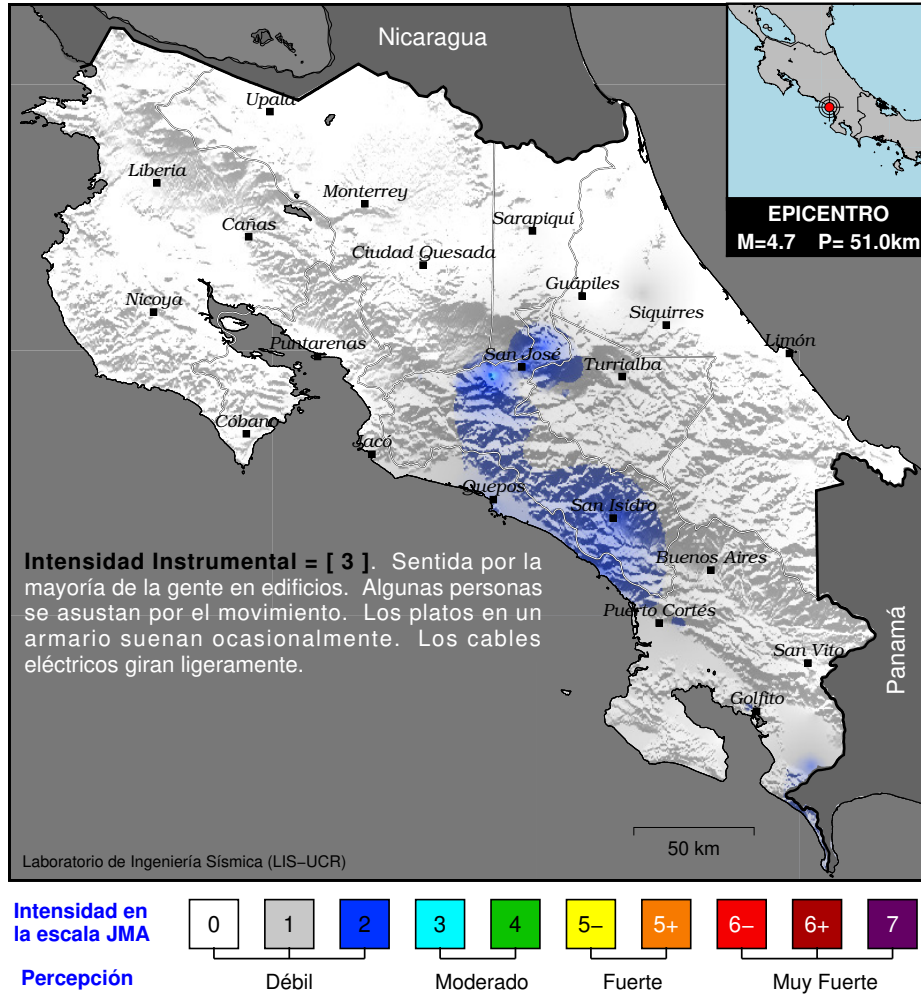 Nicaragua
Upala
Liberia
Monterrey
Cañas
Sarapiquí
Ciudad Quesada
EPICENTRO
M=4.7 P= 51.0km
Guápiles
Nicoya
Siquirres
Puntarenas
San José
Limón
Turrialba
Cóbano
Jacó
Quepos
San Isidro
Buenos Aires
Intensidad Instrumental = [ 3 ]. Sentida por la
mayoría de la gente en edificios. Algunas personas
se asustan por el movimiento. Los platos en un
armario suenan ocasionalmente. Los cables
eléctricos giran ligeramente.
Puerto Cortés
San Vito
Panamá
Golfito
50 km
Laboratorio de Ingeniería Sísmica (LIS−UCR)
Intensidad en
la escala JMA
0 1 2 3 4 5− 5+ 6− 6+ 7
Percepción
Débil Moderado Fuerte Muy Fuerte